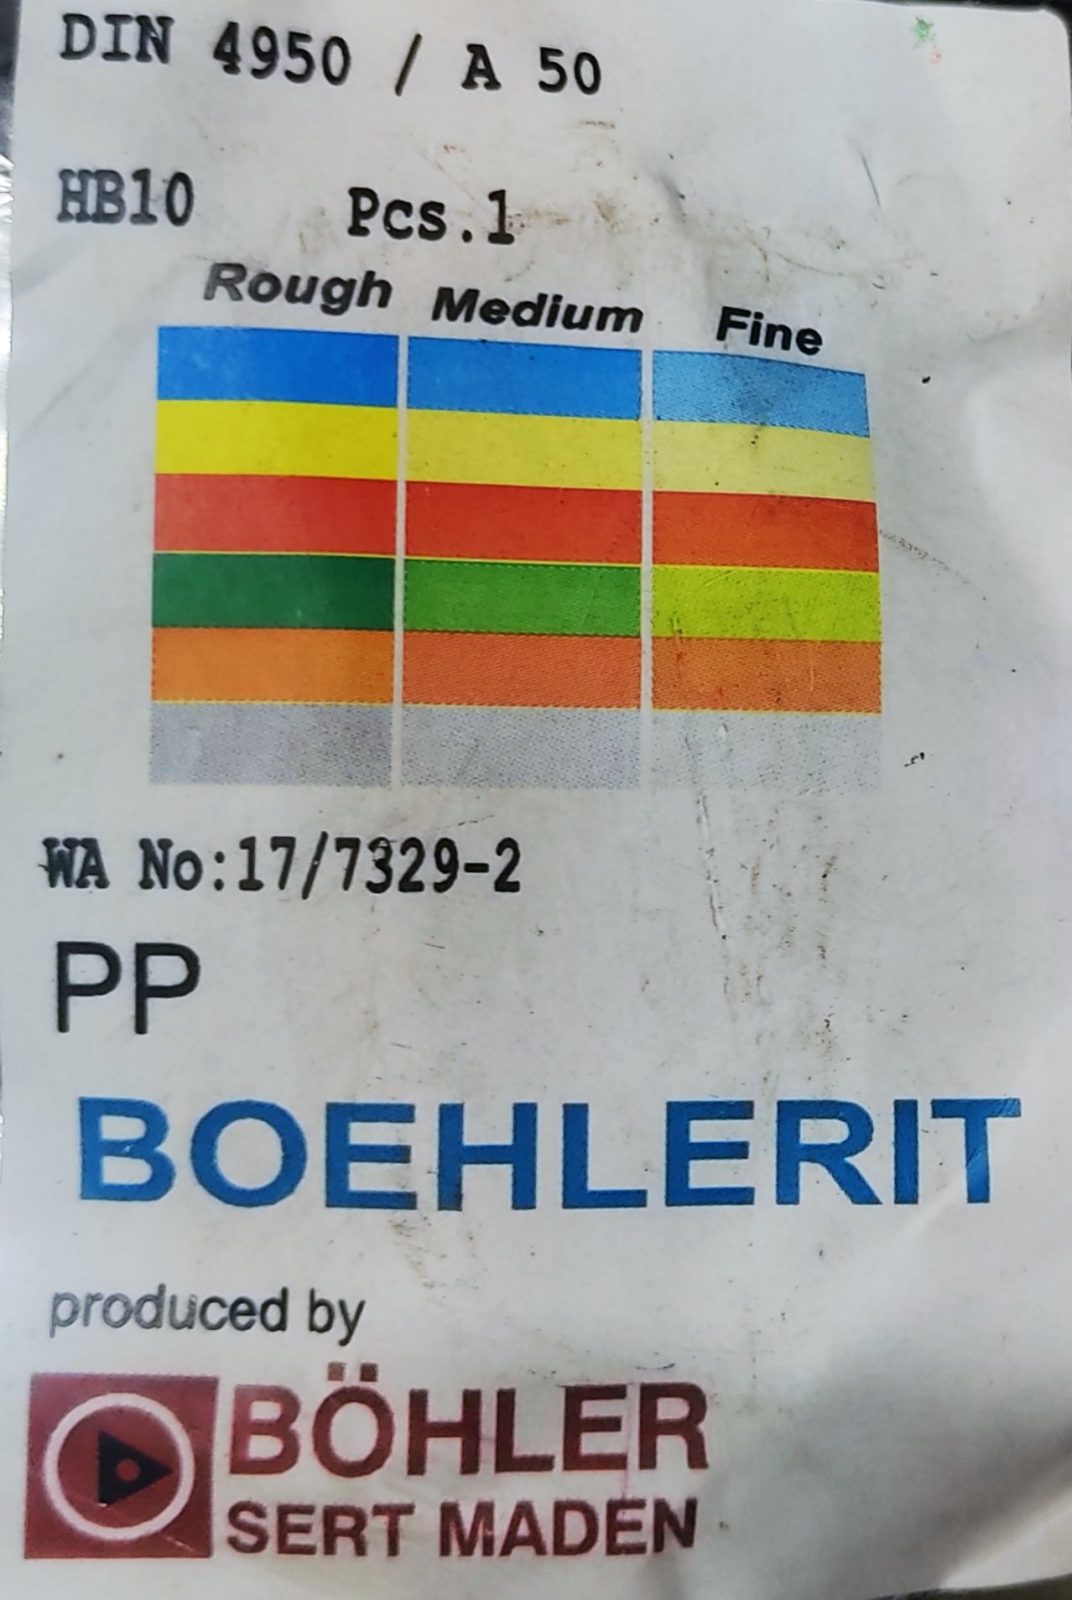 DIN 4950 / A 50
HB10 Pcs.1
Rough Medium Fine
WA No:17/7329-2
PP
BOEHLERIT
produced by
BÖHLER
SERT MADEN